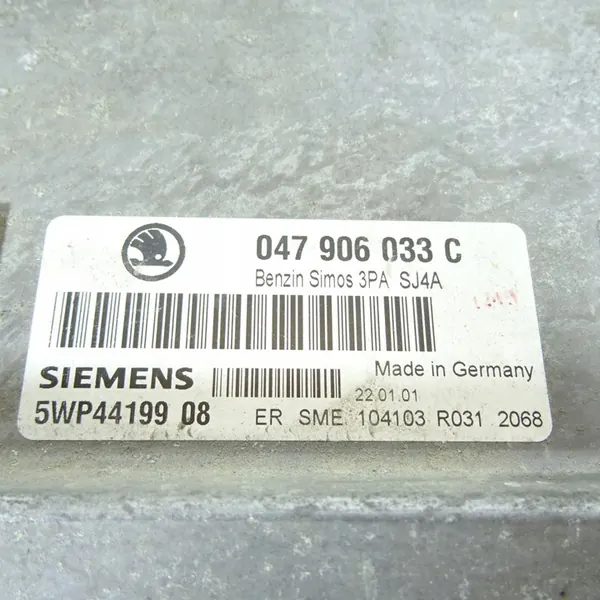 047 906 033 C
Benzin Simos 3PA SJ4A
SIEMENS
Made in Germany
22.01.01
5WP44199 08
ER SME 104103 R031 2068